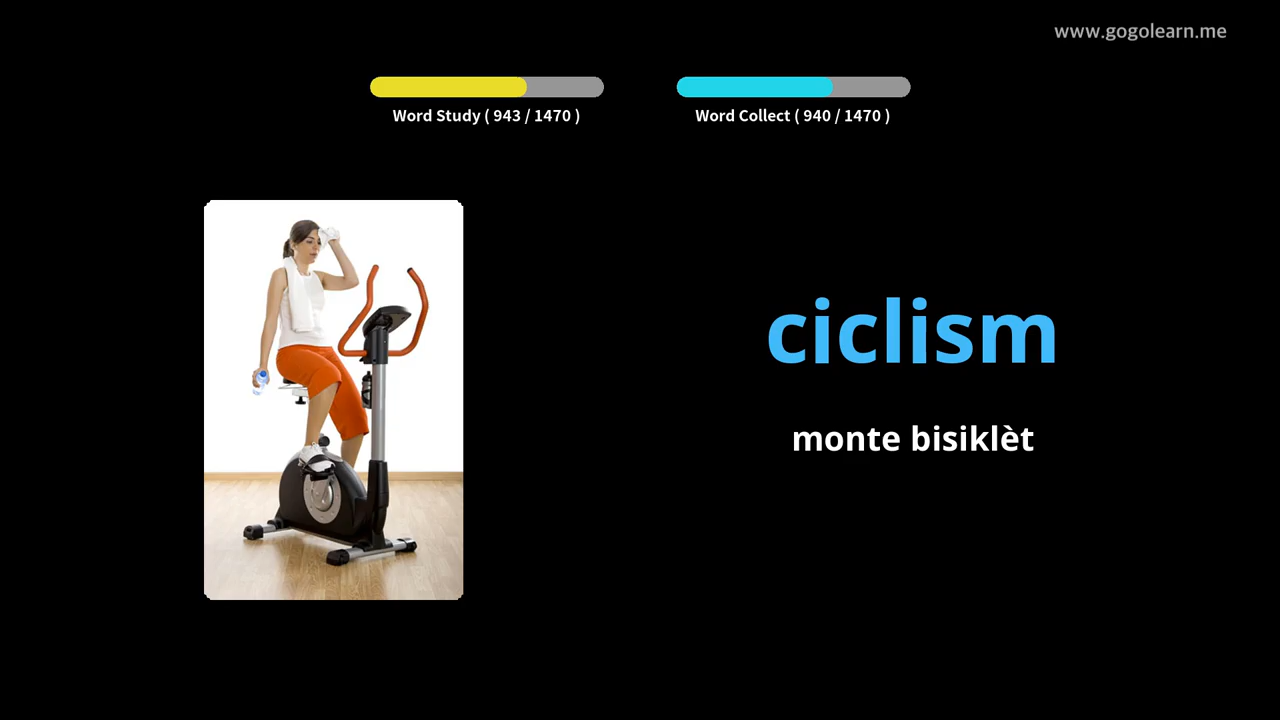 www.gogolearn.me
Word Study ( 943 / 1470 )
Word Collect ( 940 / 1470 )
ciclism
monte bisiklèt